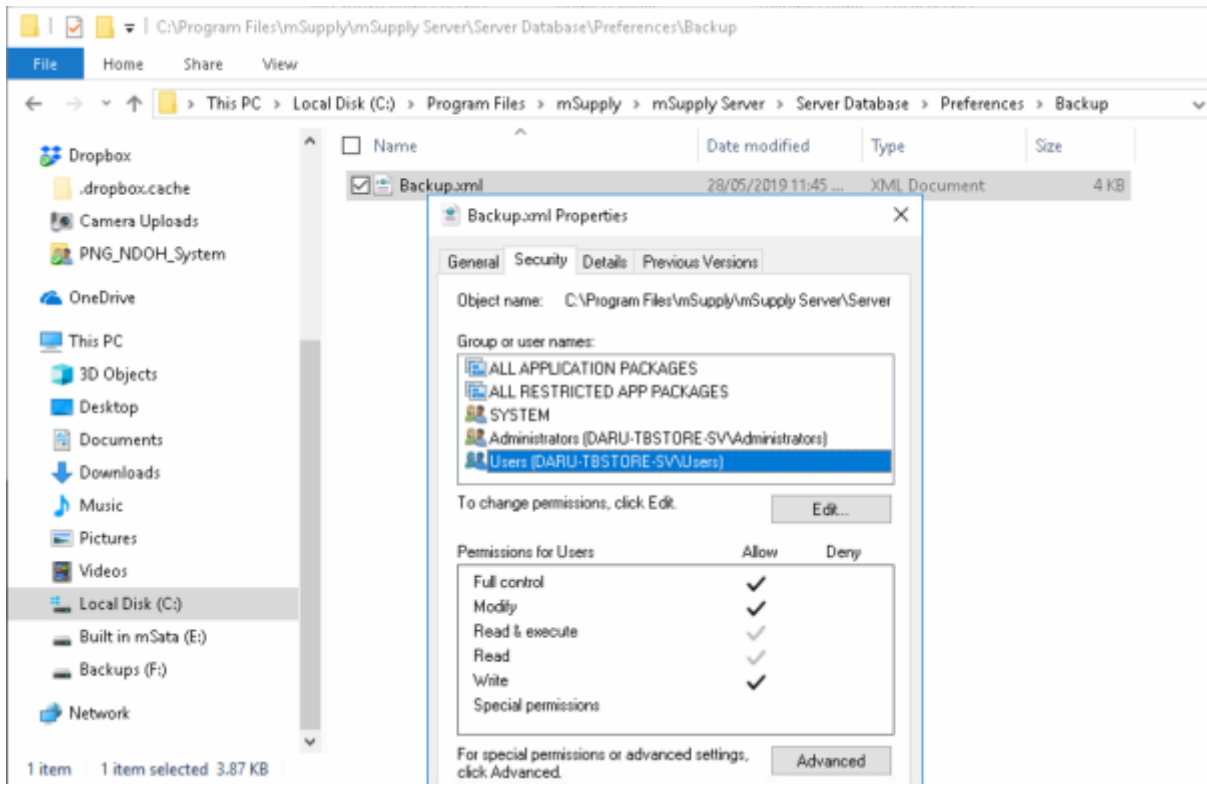 C:\Program Files\mSupply\mSupply Server\Server Database\Preferences\Backup
File Home Share View
This PC > Local Disk (C:) > Program Files > mSupply > mSupply Server > Server Database > Preferences > Backup
Name Date modified Type Size
Dropbox
.dropbox.cache
Camera Uploads
PNG_NDOH_System
OneDrive
This PC
3D Objects
Desktop
Documents
Downloads
Music
Pictures
Videos
Local Disk (C:)
Built in mSata (E:)
Backups (F:)
Network
1 item 1 item selected 3.87 KB
Backup.xml 28/05/2019 11:45 ... XML Document 4 KB
Backup.xml Properties
General Security Details Previous Versions
Object name: C:\Program Files\mSupply\mSupply Server\Server
Group or user names:
ALL APPLICATION PACKAGES
ALL RESTRICTED APP PACKAGES
SYSTEM
Administrators (DARU-TBSTORE-SV\Administrators)
Users (DARU-TBSTORE-SV\Users)
To change permissions, click Edit. Edit...
Permissions for Users Allow Deny
Full control
Modify
Read & execute
Read
Write
Special permissions
For special permissions or advanced settings, click Advanced. Advanced